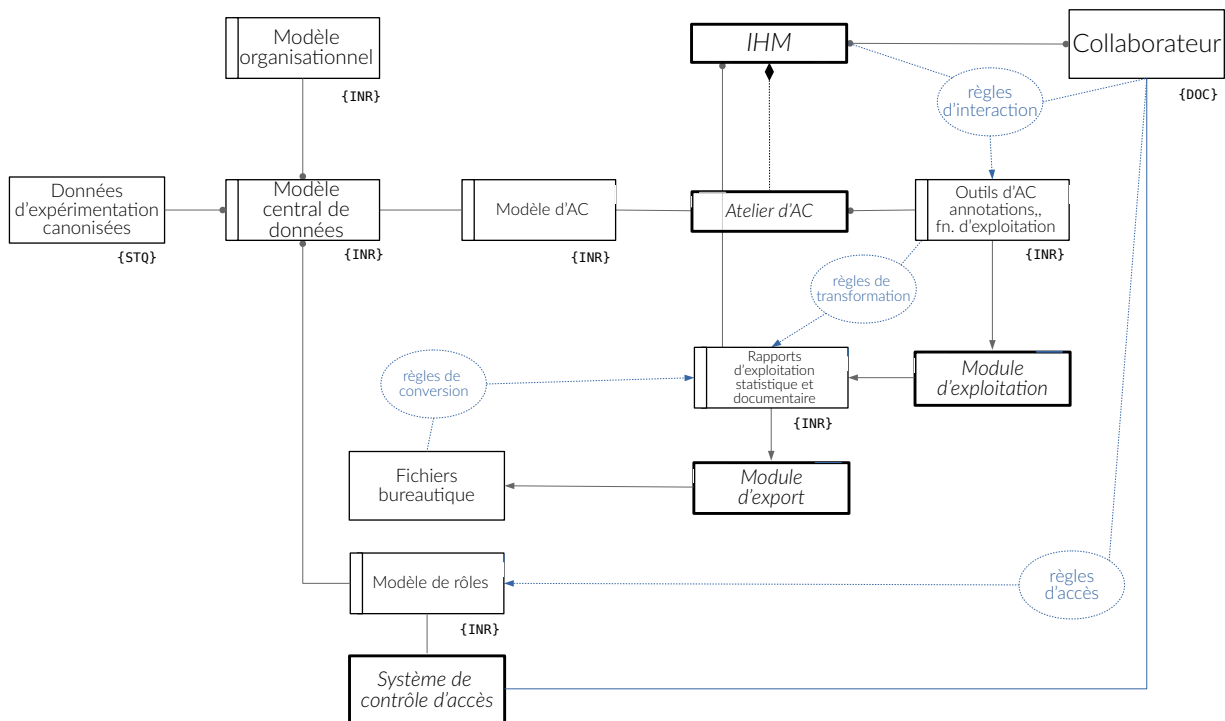 Modèle
organisationnel
{INR}
IHM
Collaborateur
{DOC}
règles
d'interaction
Données
d'expérimentation
canonisées
{STQ}
Modèle
central de
données
{INR}
Modèle d'AC
{INR}
Atelier d'AC
Outils d'AC
annotations,,
fn. d'exploitation
{INR}
règles de
transformation
règles de
conversion
Rapports
d'exploitation
statistique et
documentaire
{INR}
Module
d'exploitation
Fichiers
bureautique
Module
d'export
Modèle de rôles
{INR}
règles
d'accès
Système de
contrôle d'accès